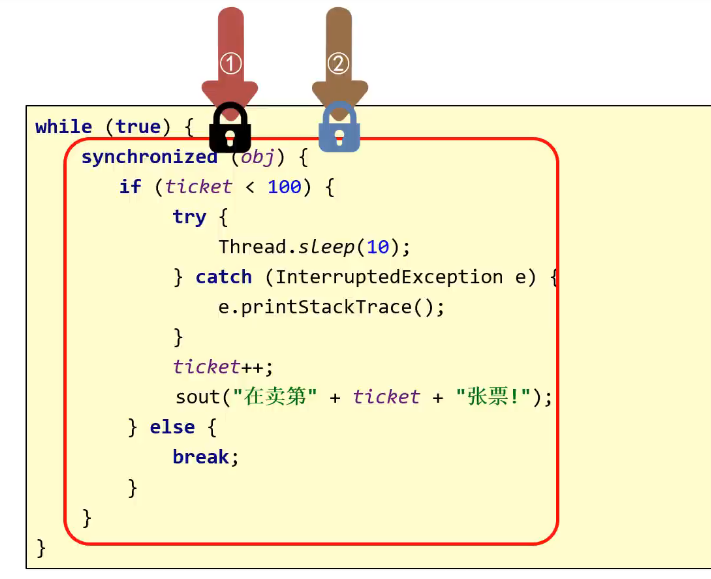 ① ②
while (true) {
synchronized (obj) {
if (ticket < 100) {
try {
Thread.sleep(10);
} catch (InterruptedException e) {
e.printStackTrace();
}
ticket++;
sout("在卖第" + ticket + "张票!");
} else {
break;
}
}
}